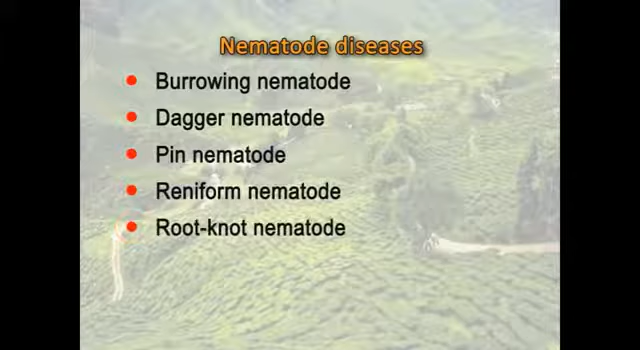 Nematode diseases
Burrowing nematode
Dagger nematode
Pin nematode
Reniform nematode
Root-knot nematode